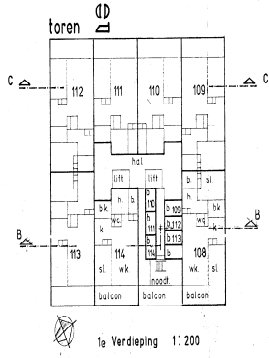 toren
C
C
112
111
110
109
hal
lift
lift
b.
sl.
h.
b.
b
110
h.
bk
b 109
b
wc.
h
111
b 112
wc.
B
k
b 113
k
B
113
114
b
114
b
108
sl.
wk.
wk.
sl.
noodt.
balcon
balcon
balcon
1e Verdieping 1:200